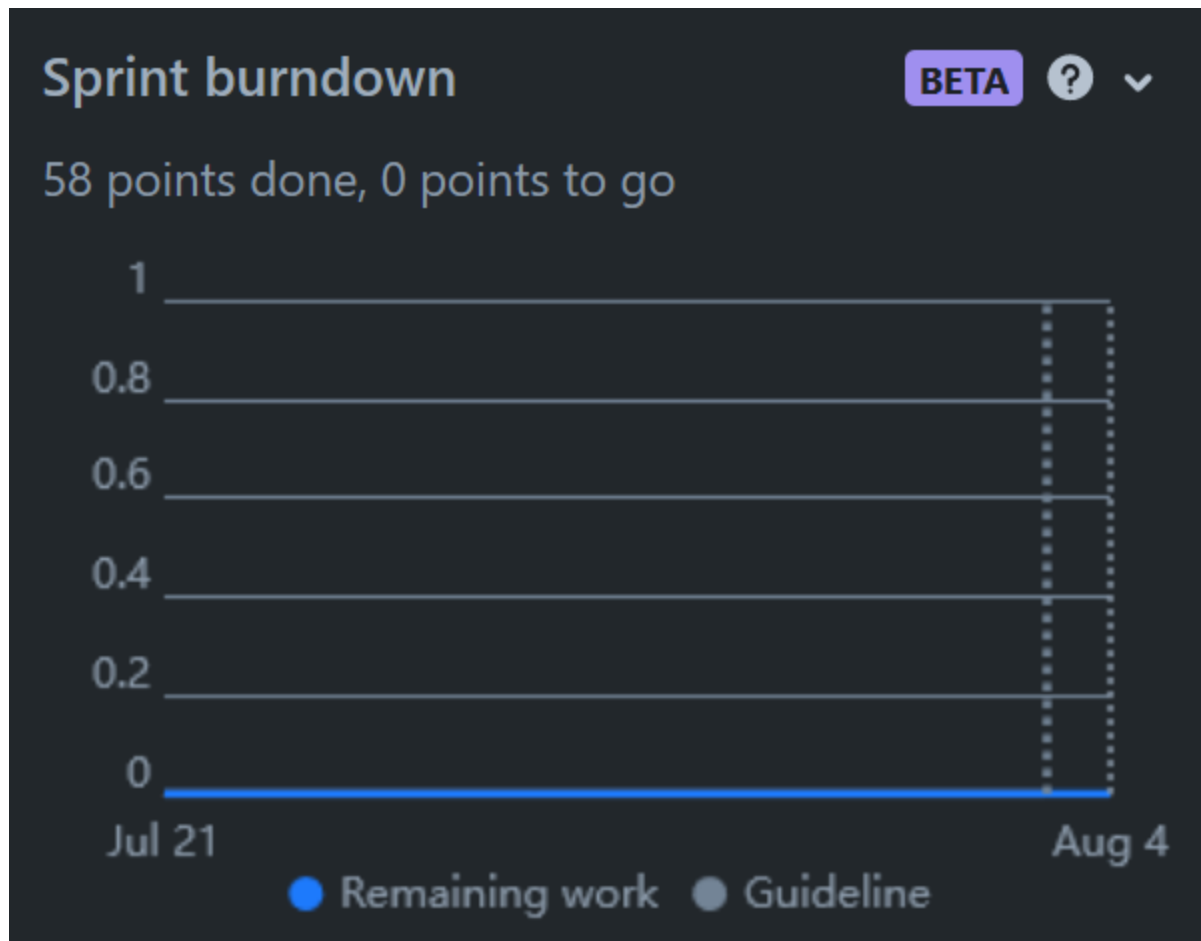 Sprint burndown BETA ?
58 points done, 0 points to go
1
0.8
0.6
0.4
0.2
0
Jul 21 Aug 4
Remaining work Guideline